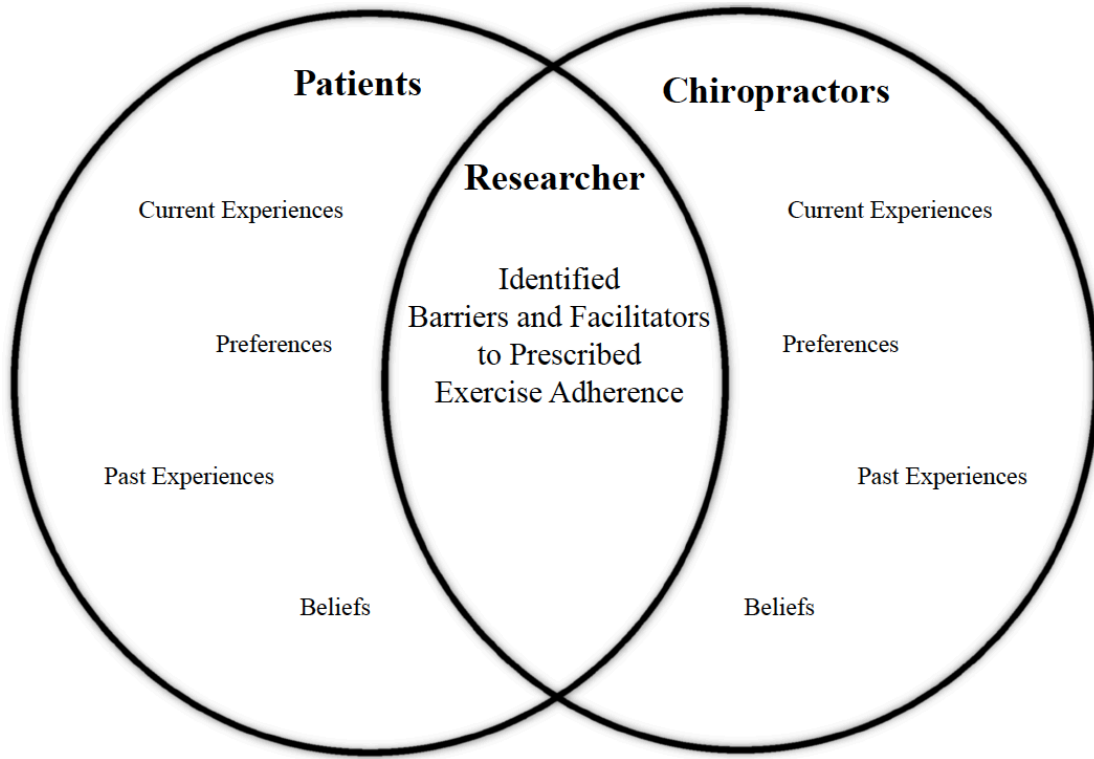 Patients
Chiropractors
Researcher
Current Experiences
Current Experiences
Identified
Barriers and Facilitators
to Prescribed
Exercise Adherence
Preferences
Preferences
Past Experiences
Past Experiences
Beliefs
Beliefs